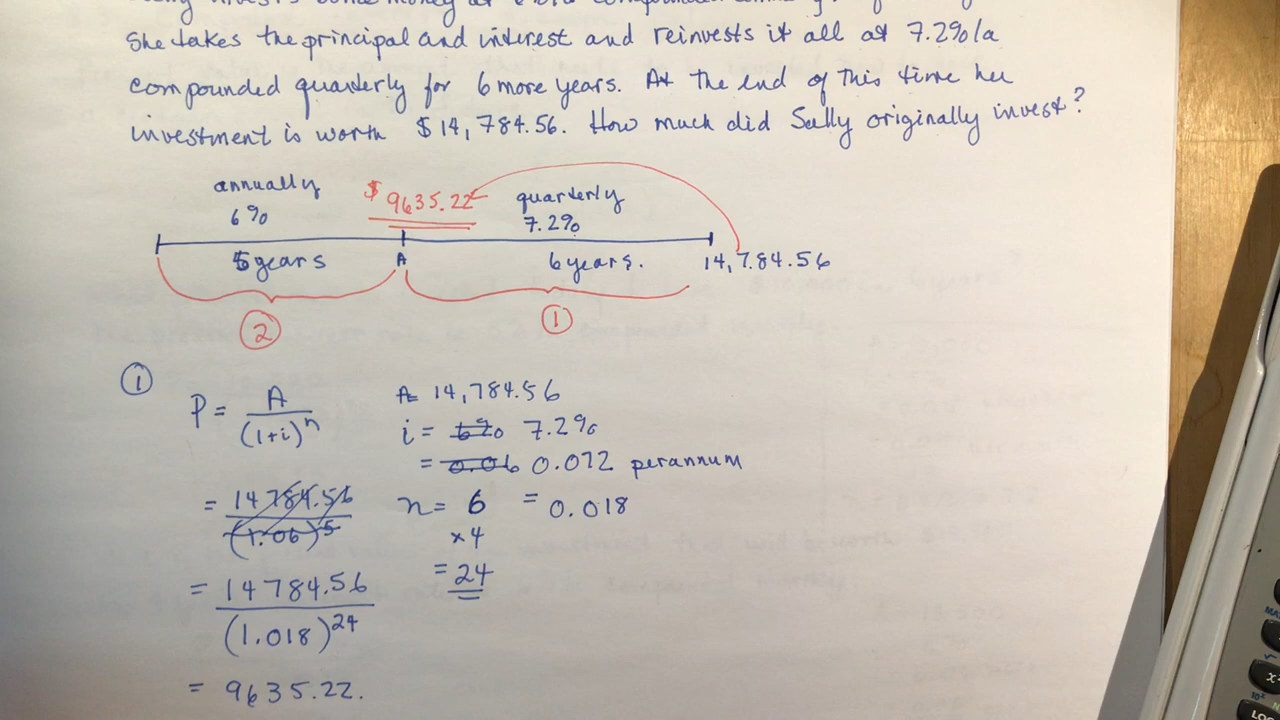 She takes the principal and interest and reinvests it all at 7.2%/a
compounded quarterly for 6 more years. At the end of this time her
investment is worth $14,784.56. How much did Sally originally invest?
annually
6%
$9635.22
quarterly
7.2%
5 years
A
6 years.
14,784.56
2
1
1
P = A / (1+i)^n
A = 14,784.56
i = 6% 7.2%
= 0.06 0.072 per annum
= 14784.56 / (1.06)^5
n = 6 = 0.018
×4
= 24
= 14784.56 / (1.018)^24
= 9635.22.